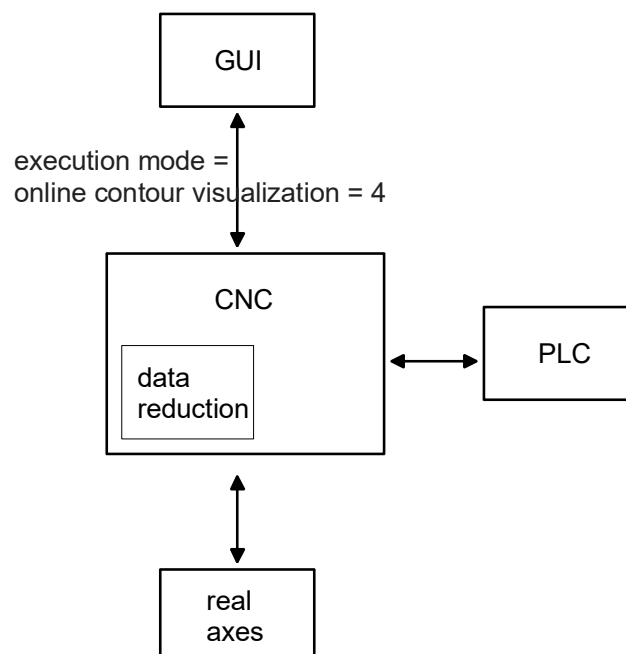 GUI
execution mode =
online contour visualization = 4
CNC
PLC
data
reduction
real
axes